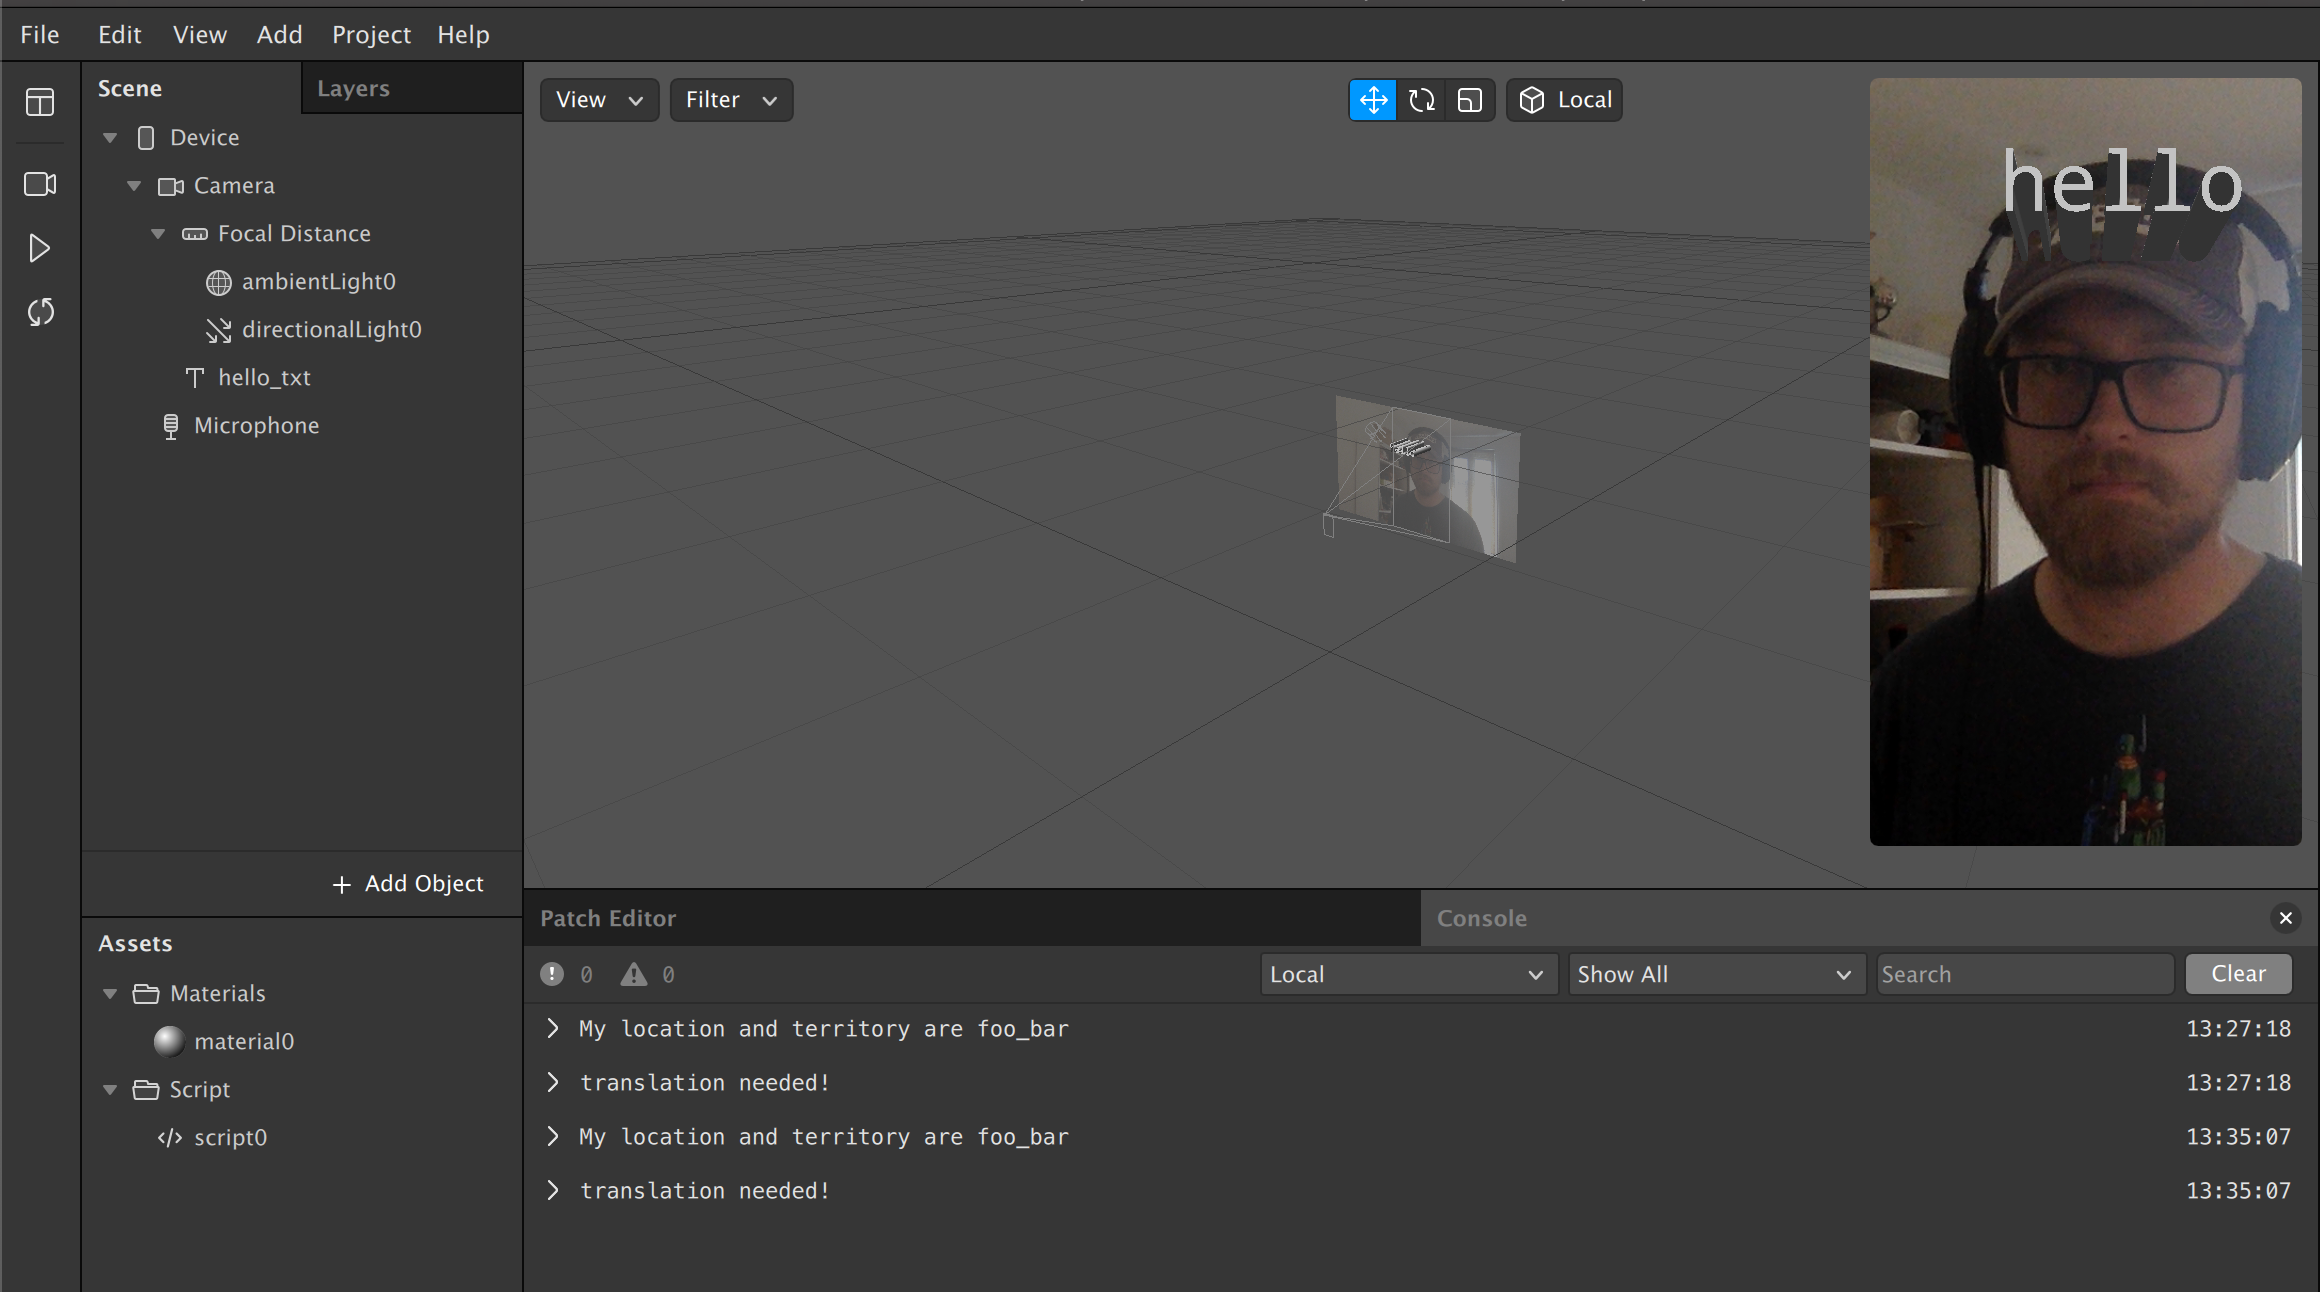 File Edit View Add Project Help
Scene Layers
Device
Camera
Focal Distance
ambientLight0
directionalLight0
hello_txt
Microphone
+ Add Object
Assets
Materials
material0
Script
script0
View Filter Local
hello
Patch Editor Console
0 0 Local Show All Search Clear
My location and territory are foo_bar 13:27:18
translation needed! 13:27:18
My location and territory are foo_bar 13:35:07
translation needed! 13:35:07